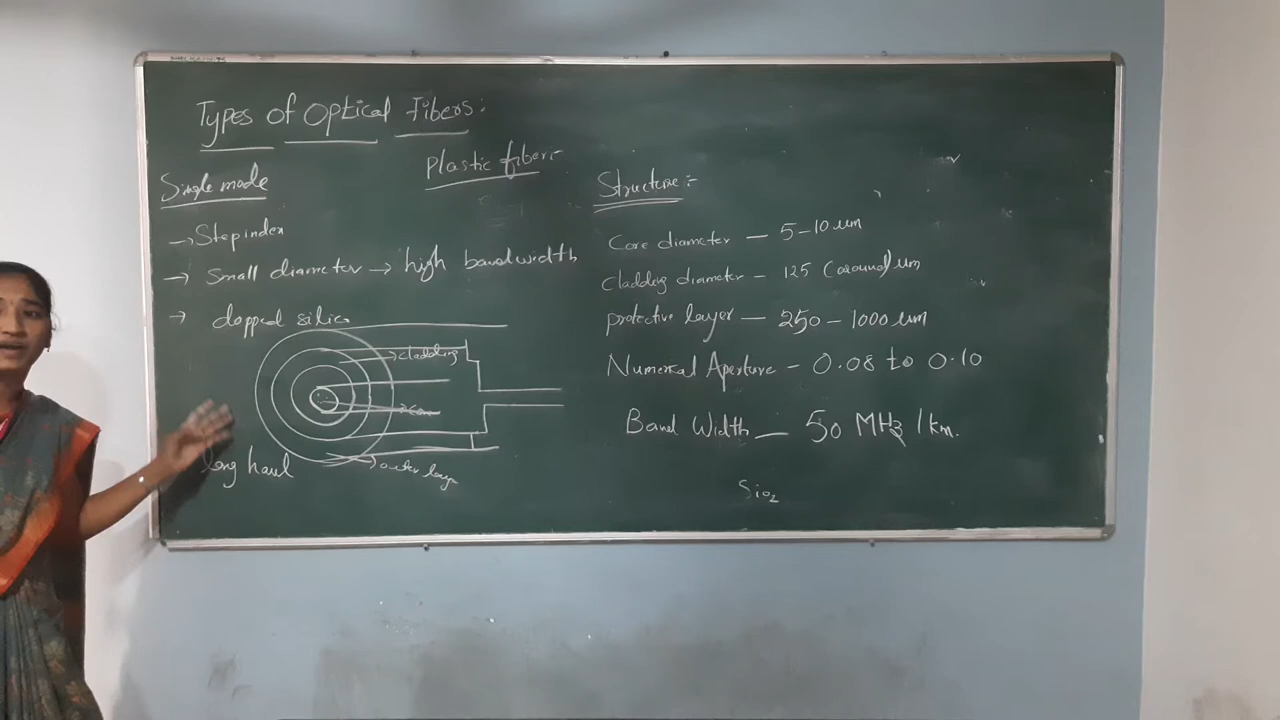 Types of Optical Fibers:
Plastic fiber:-
Single mode
→ Step index
→ Small diameter → high bandwidth
→ dopped silica
cladding
core
outer layer
long haul
Structure:-
Core diameter — 5-10 um
cladding diameter - 125 (around) um
protective layer — 250 - 1000 um
Numerical Aperture - 0.08 to 0.10
Band Width — 50 MHz /km.
Sio2